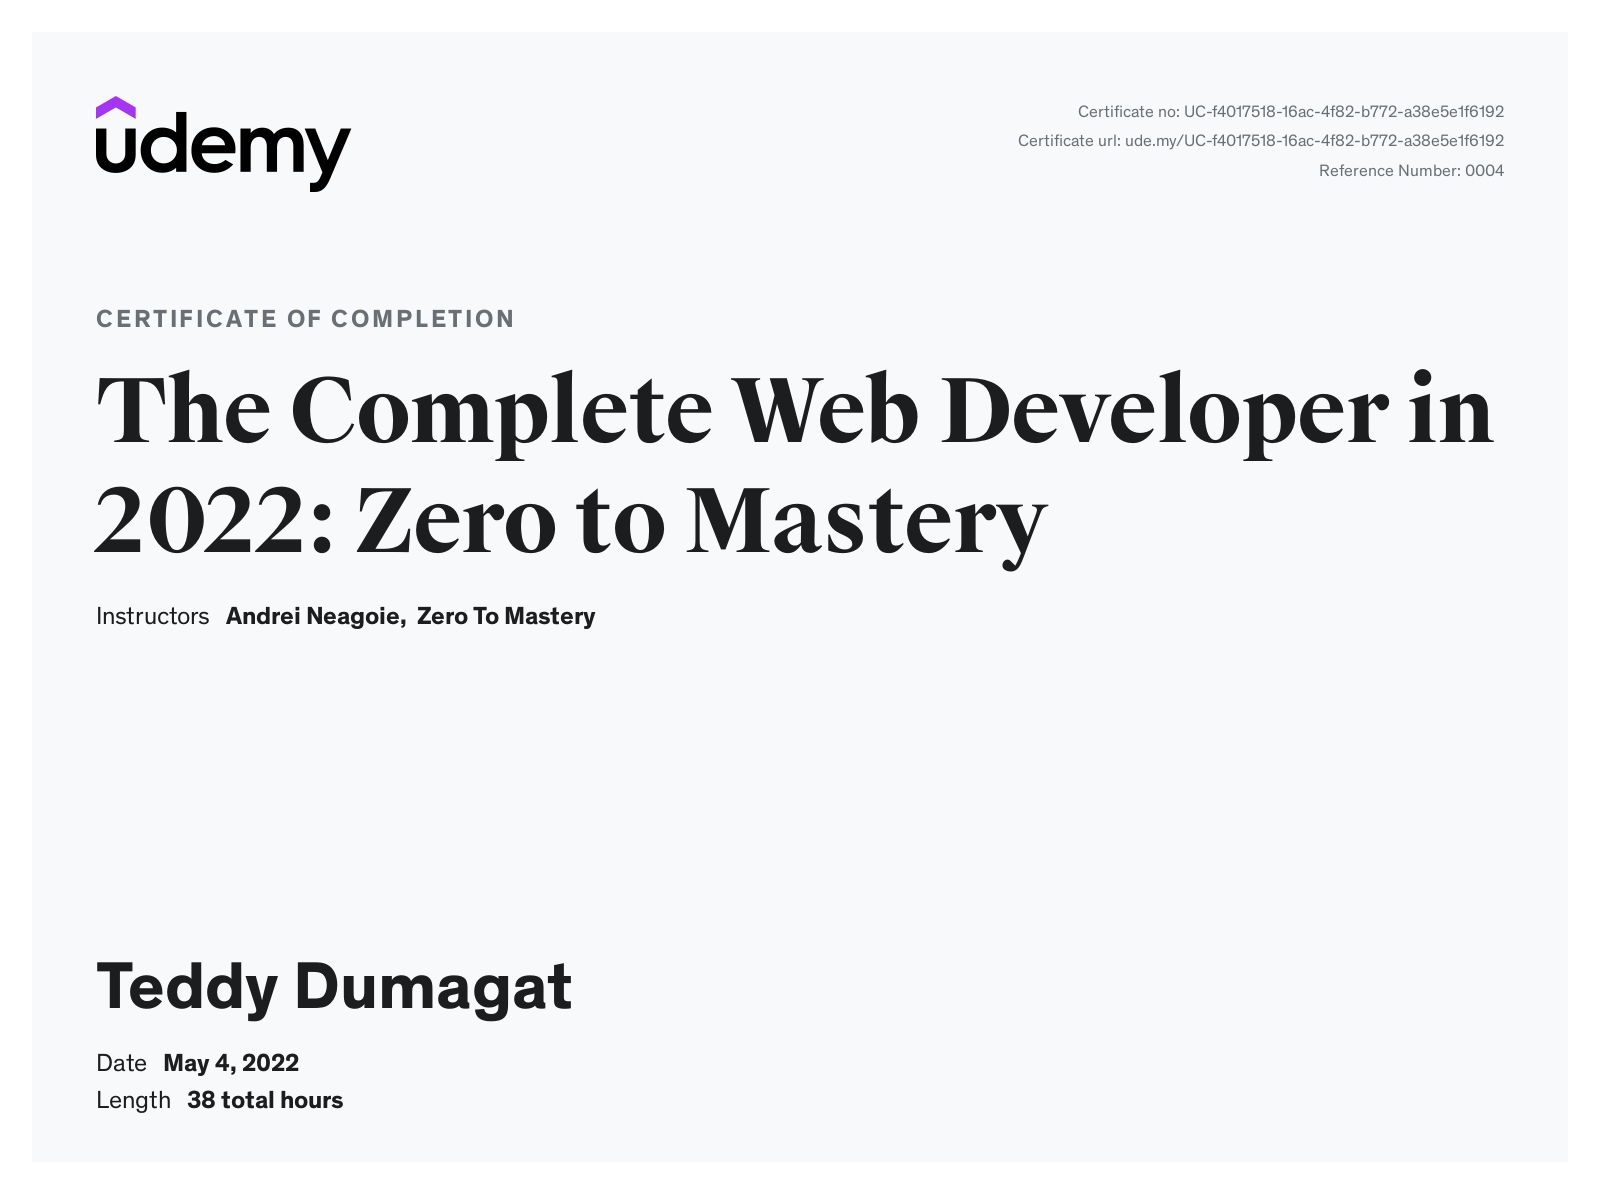 udemy
Certificate no: UC-f4017518-16ac-4f82-b772-a38e5e1f6192
Certificate url: ude.my/UC-f4017518-16ac-4f82-b772-a38e5e1f6192
Reference Number: 0004
CERTIFICATE OF COMPLETION
The Complete Web Developer in
2022: Zero to Mastery
Instructors Andrei Neagoie, Zero To Mastery
Teddy Dumagat
Date May 4, 2022
Length 38 total hours